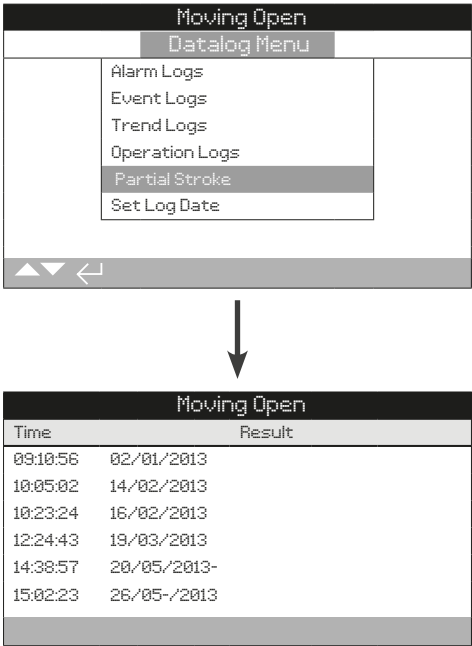 Moving Open
Datalog Menu
Alarm Logs
Event Logs
Trend Logs
Operation Logs
Partial Stroke
Set Log Date
Moving Open
Time Result
09:10:56 02/01/2013
10:05:02 14/02/2013
10:23:24 16/02/2013
12:24:43 19/03/2013
14:38:57 20/05/2013-
15:02:23 26/05-/2013